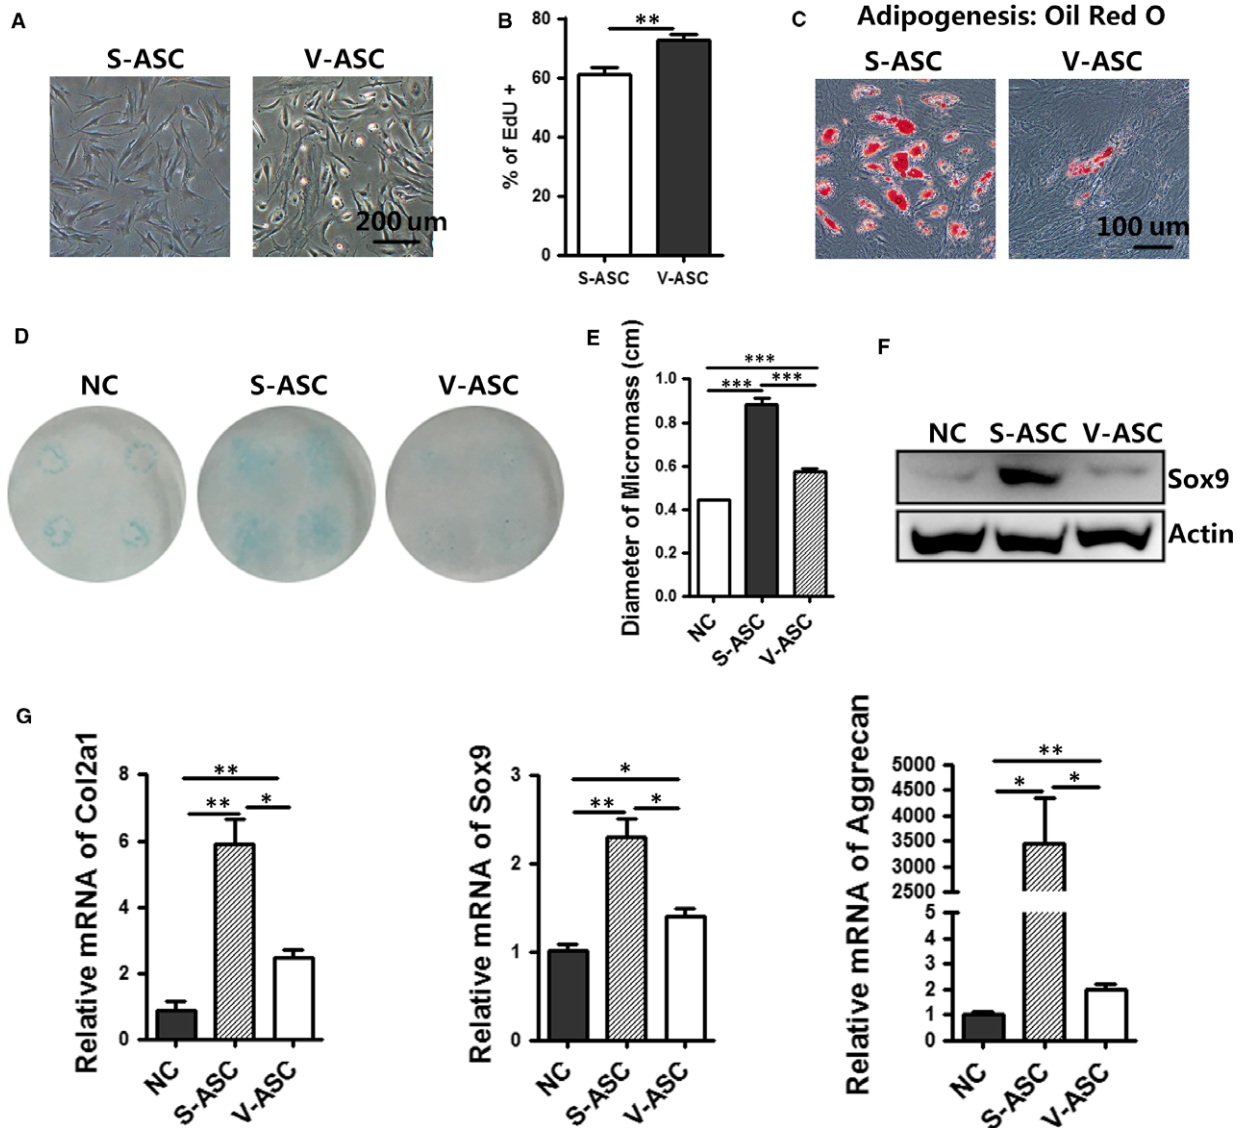 A
S-ASC
V-ASC
200 um
B
% of EdU +
80
60
40
20
0
**
S-ASC
V-ASC
C
Adipogenesis: Oil Red O
S-ASC
V-ASC
100 um
D
NC
S-ASC
V-ASC
E
Diameter of Micromass (cm)
1.0
0.8
0.6
0.4
0.2
0.0
***
*** ***
NC
S-ASC
V-ASC
F
NC S-ASC V-ASC
Sox9
Actin
G
Relative mRNA of Col2a1
8
6
4
2
0
**
** *
NC
S-ASC
V-ASC
Relative mRNA of Sox9
3
2
1
0
*
** *
NC
S-ASC
V-ASC
Relative mRNA of Aggrecan
5000
4500
4000
3500
3000
2500
5
4
3
2
1
0
**
* *
NC
S-ASC
V-ASC